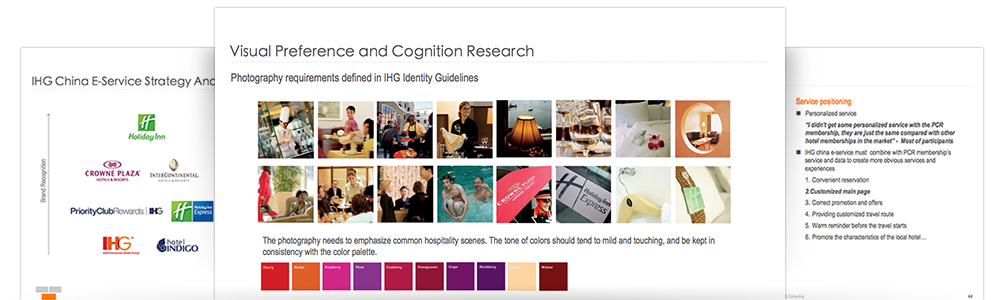 IHG China E-Service Strategy Ana
Brand Recognition
Holiday Inn
CROWNE PLAZA
HOTELS & RESORTS
INTERCONTINENTAL
HOTELS & RESORTS
PriorityClubRewards | IHG
Holiday Inn
Express
IHG
InterContinental Hotels Group
hotel
INDIGO
Visual Preference and Cognition Research
Photography requirements defined in IHG Identity Guidelines
CROWNE PLAZA
Holiday Inn
Express
The photography needs to emphasize common hospitality scenes. The tone of colors should tend to mild and touching, and be kept in
consistency with the color palette.
Cherry
Mango
Raspberry
Plum
Cranberry
Pomegranate
Grape
Blackberry
Walnut
Service positioning
■ Personalized service
"I didn't get some personalized service with the PCR
membership, they are just the same compared with other
hotel memberships in the market" - Most of participants
■ IHG china e-service must combine with PCR membership's
service and data to create more obvious services and
experiences
1. Convenient reservation
2.Customized main page
3. Correct promotion and offers
4. Providing customized travel route
5. Warm reminder before the travel starts
6. Promote the characteristics of the local hotel…
Consulting
44